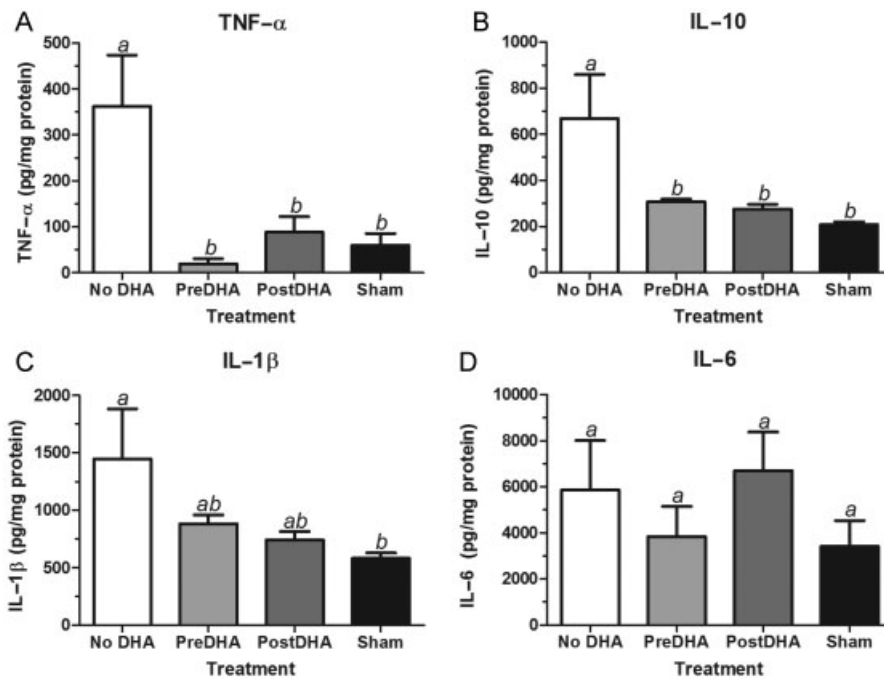 A
TNF-α
TNF-α (pg/mg protein)
500
400
300
200
100
0
a
b
b
b
No DHA PreDHA PostDHA Sham
Treatment
B
IL-10
IL-10 (pg/mg protein)
1000
800
600
400
200
0
a
b
b
b
No DHA PreDHA PostDHA Sham
Treatment
C
IL-1β
IL-1β (pg/mg protein)
2000
1500
1000
500
0
a
ab
ab
b
No DHA PreDHA PostDHA Sham
Treatment
D
IL-6
IL-6 (pg/mg protein)
10000
8000
6000
4000
2000
0
a
a
a
a
No DHA PreDHA PostDHA Sham
Treatment